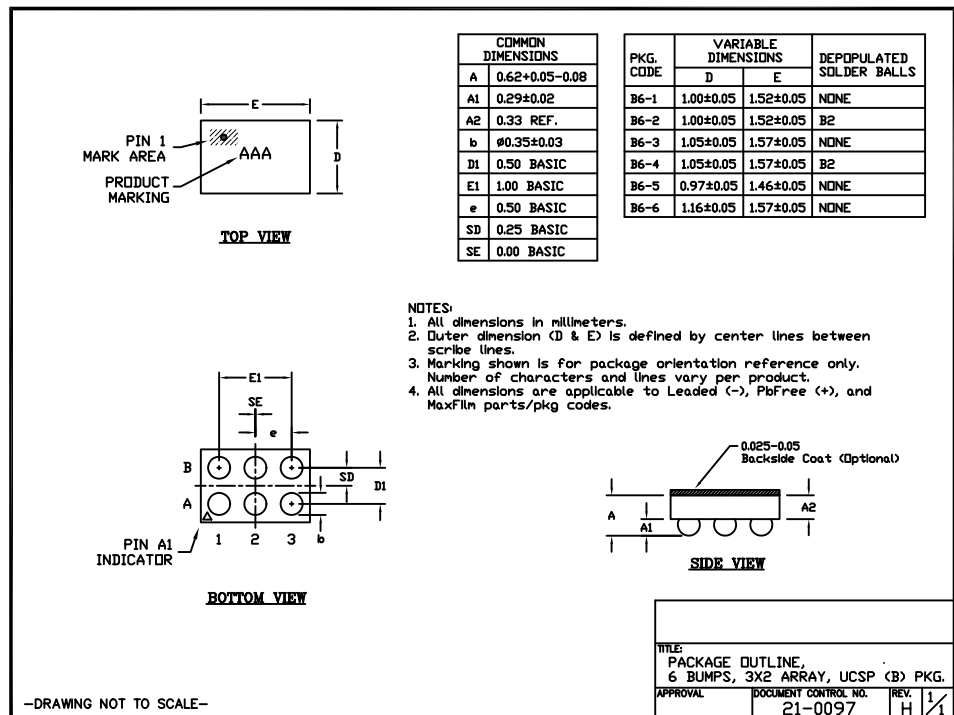 COMMON
DIMENSIONS
A 0.62+0.05-0.08
A1 0.29±0.02
A2 0.33 REF.
b ø0.35±0.03
D1 0.50 BASIC
E1 1.00 BASIC
e 0.50 BASIC
SD 0.25 BASIC
SE 0.00 BASIC
PKG. CODE
VARIABLE DIMENSIONS
DEPOPULATED SOLDER BALLS
D E
B6-1 1.00±0.05 1.52±0.05 NONE
B6-2 1.00±0.05 1.52±0.05 B2
B6-3 1.05±0.05 1.57±0.05 NONE
B6-4 1.05±0.05 1.57±0.05 B2
B6-5 0.97±0.05 1.46±0.05 NONE
B6-6 1.16±0.05 1.57±0.05 NONE
E
PIN 1
MARK AREA
AAA
D
PRODUCT
MARKING
TOP VIEW
NOTES:
1. All dimensions in millimeters.
2. Outer dimension (D & E) is defined by center lines between
scribe lines.
3. Marking shown is for package orientation reference only.
Number of characters and lines vary per product.
4. All dimensions are applicable to Leaded (-), PbFree (+), and
MaxFilm parts/pkg codes.
E1
SE
e
B
SD
D1
A
1 2 3 b
PIN A1
INDICATOR
BOTTOM VIEW
0.025-0.05
Backside Coat (Optional)
A
A1
A2
SIDE VIEW
TITLE:
PACKAGE OUTLINE,
6 BUMPS, 3X2 ARRAY, UCSP (B) PKG.
APPROVAL
DOCUMENT CONTROL NO.
21-0097
REV.
H
1/1
-DRAWING NOT TO SCALE-